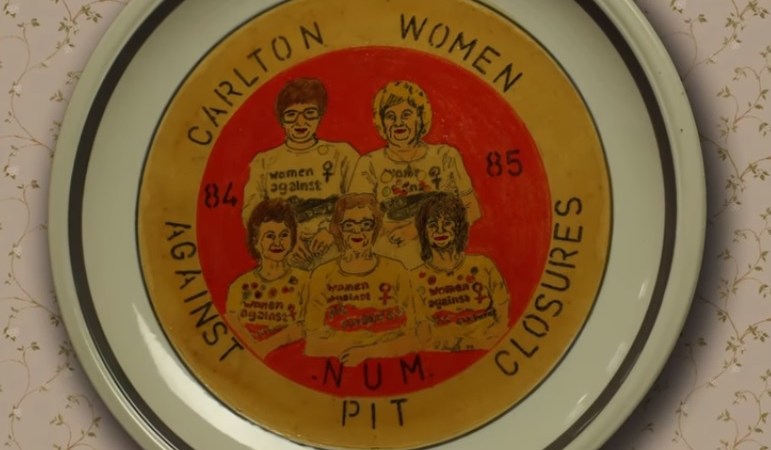 CARLTON WOMEN
AGAINST PIT CLOSURES
84 85
women
against
women
against
women
against
women
against
N U M